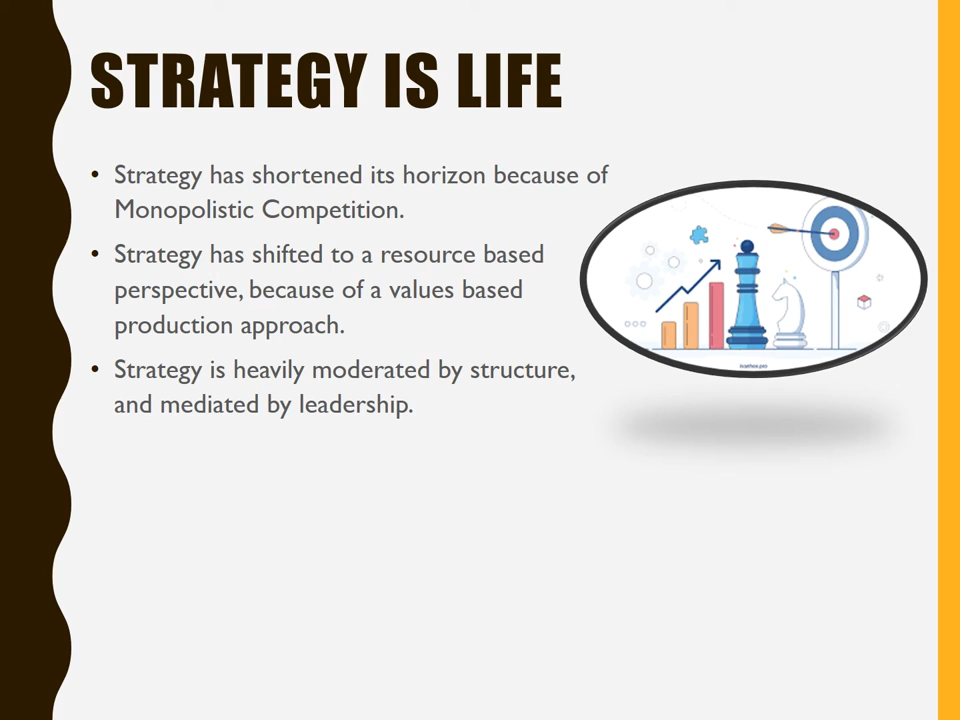 STRATEGY IS LIFE
• Strategy has shortened its horizon because of
Monopolistic Competition.
• Strategy has shifted to a resource based
perspective, because of a values based
production approach.
• Strategy is heavily moderated by structure,
and mediated by leadership.